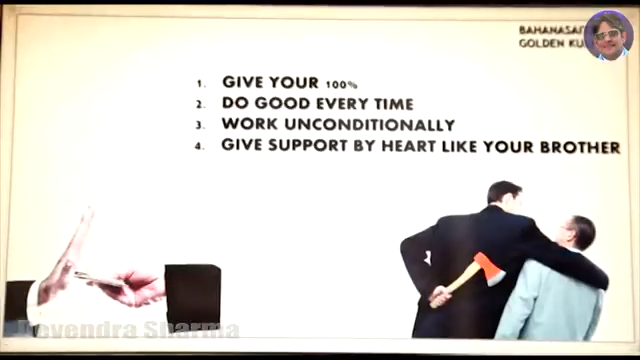 GOLDEN
1. GIVE YOUR 100%
2. DO GOOD EVERY TIME
3. WORK UNCONDITIONALLY
4. GIVE SUPPORT BY HEART LIKE YOUR BROTHER
Devendra Sharma